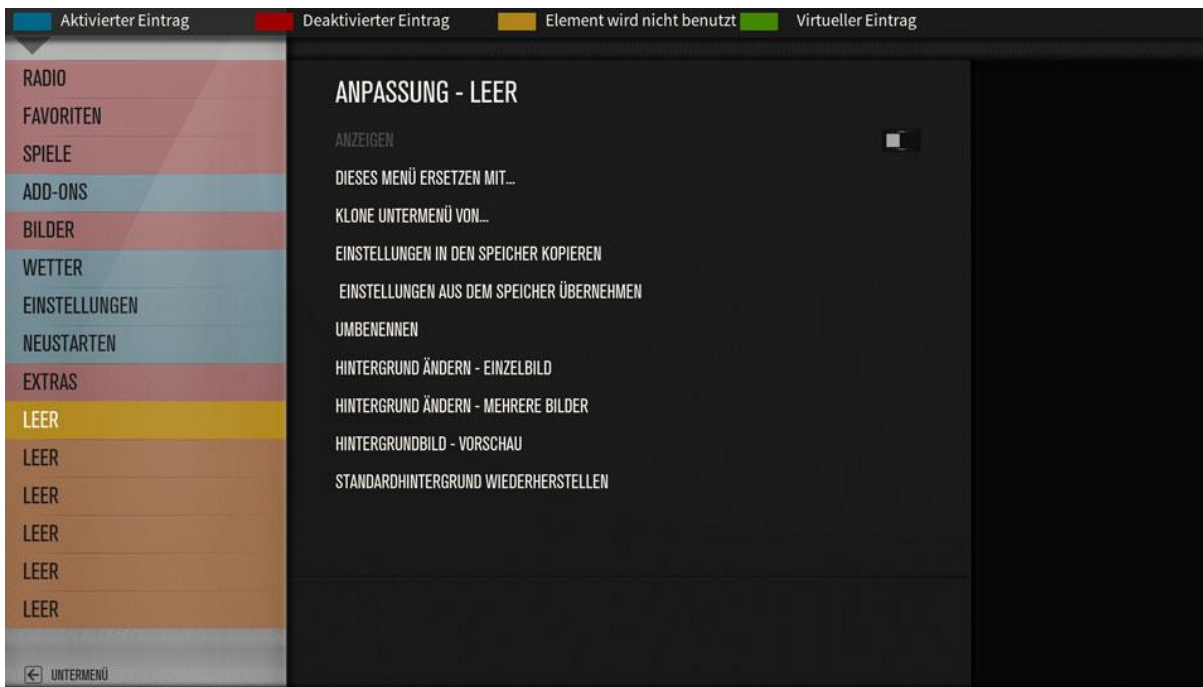 Aktivierter Eintrag Deaktivierter Eintrag Element wird nicht benutzt Virtueller Eintrag
RADIO
FAVORITEN
SPIELE
ADD-ONS
BILDER
WETTER
EINSTELLUNGEN
NEUSTARTEN
EXTRAS
LEER
LEER
LEER
LEER
LEER
LEER
UNTERMENÜ
ANPASSUNG - LEER
ANZEIGEN
DIESES MENÜ ERSETZEN MIT...
KLONE UNTERMENÜ VON...
EINSTELLUNGEN IN DEN SPEICHER KOPIEREN
EINSTELLUNGEN AUS DEM SPEICHER ÜBERNEHMEN
UMBENENNEN
HINTERGRUND ÄNDERN - EINZELBILD
HINTERGRUND ÄNDERN - MEHRERE BILDER
HINTERGRUNDBILD - VORSCHAU
STANDARDHINTERGRUND WIEDERHERSTELLEN